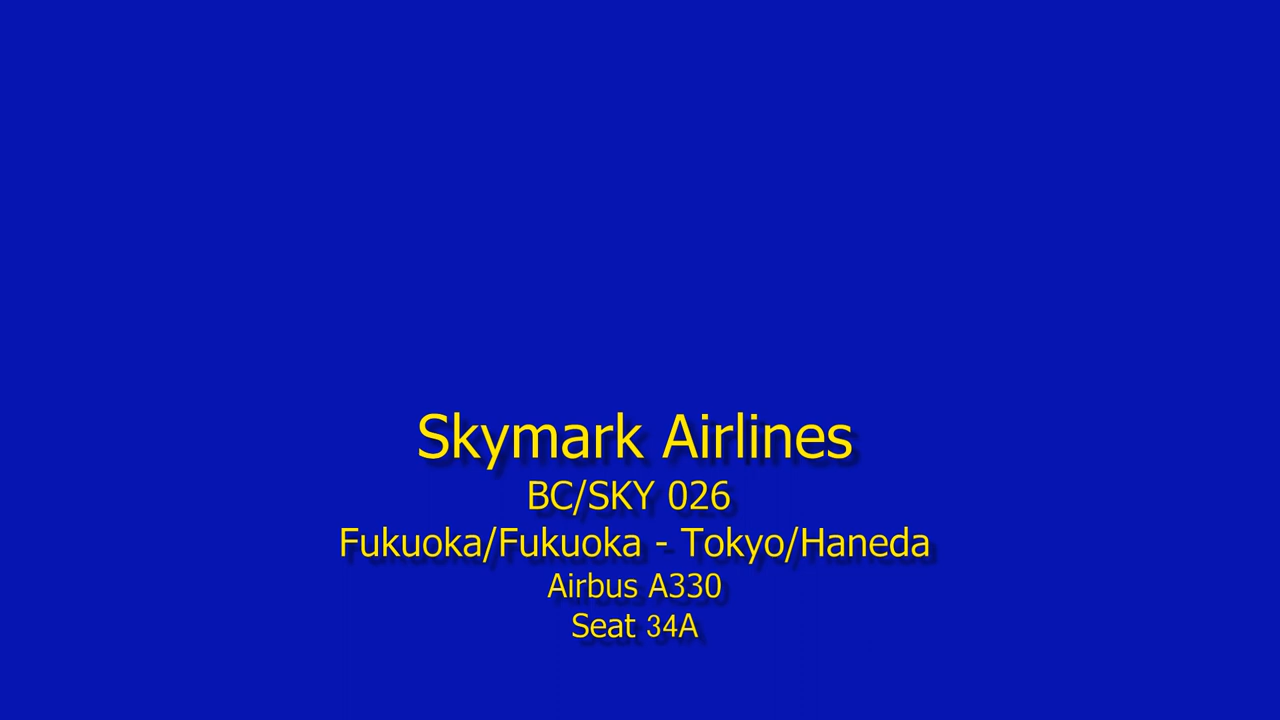 Skymark Airlines
BC/SKY 026
Fukuoka/Fukuoka - Tokyo/Haneda
Airbus A330
Seat 34A